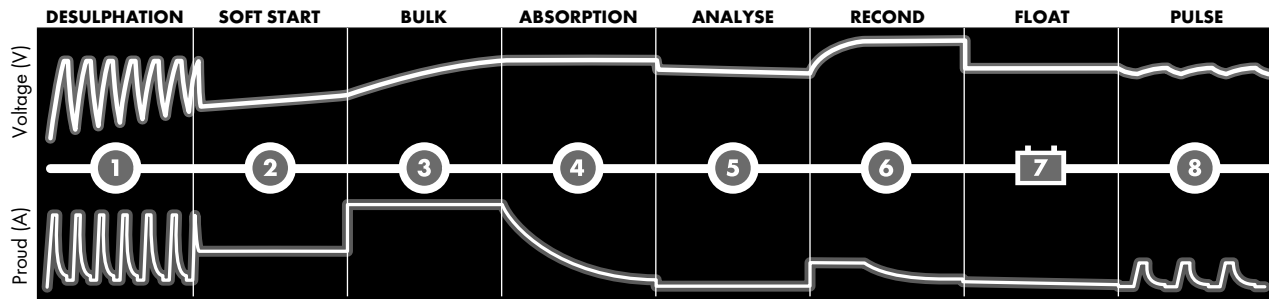 DESULPHATION SOFT START BULK ABSORPTION ANALYSE RECOND FLOAT PULSE
Voltage (V)
1 2 3 4 5 6 7 8
Proud (A)